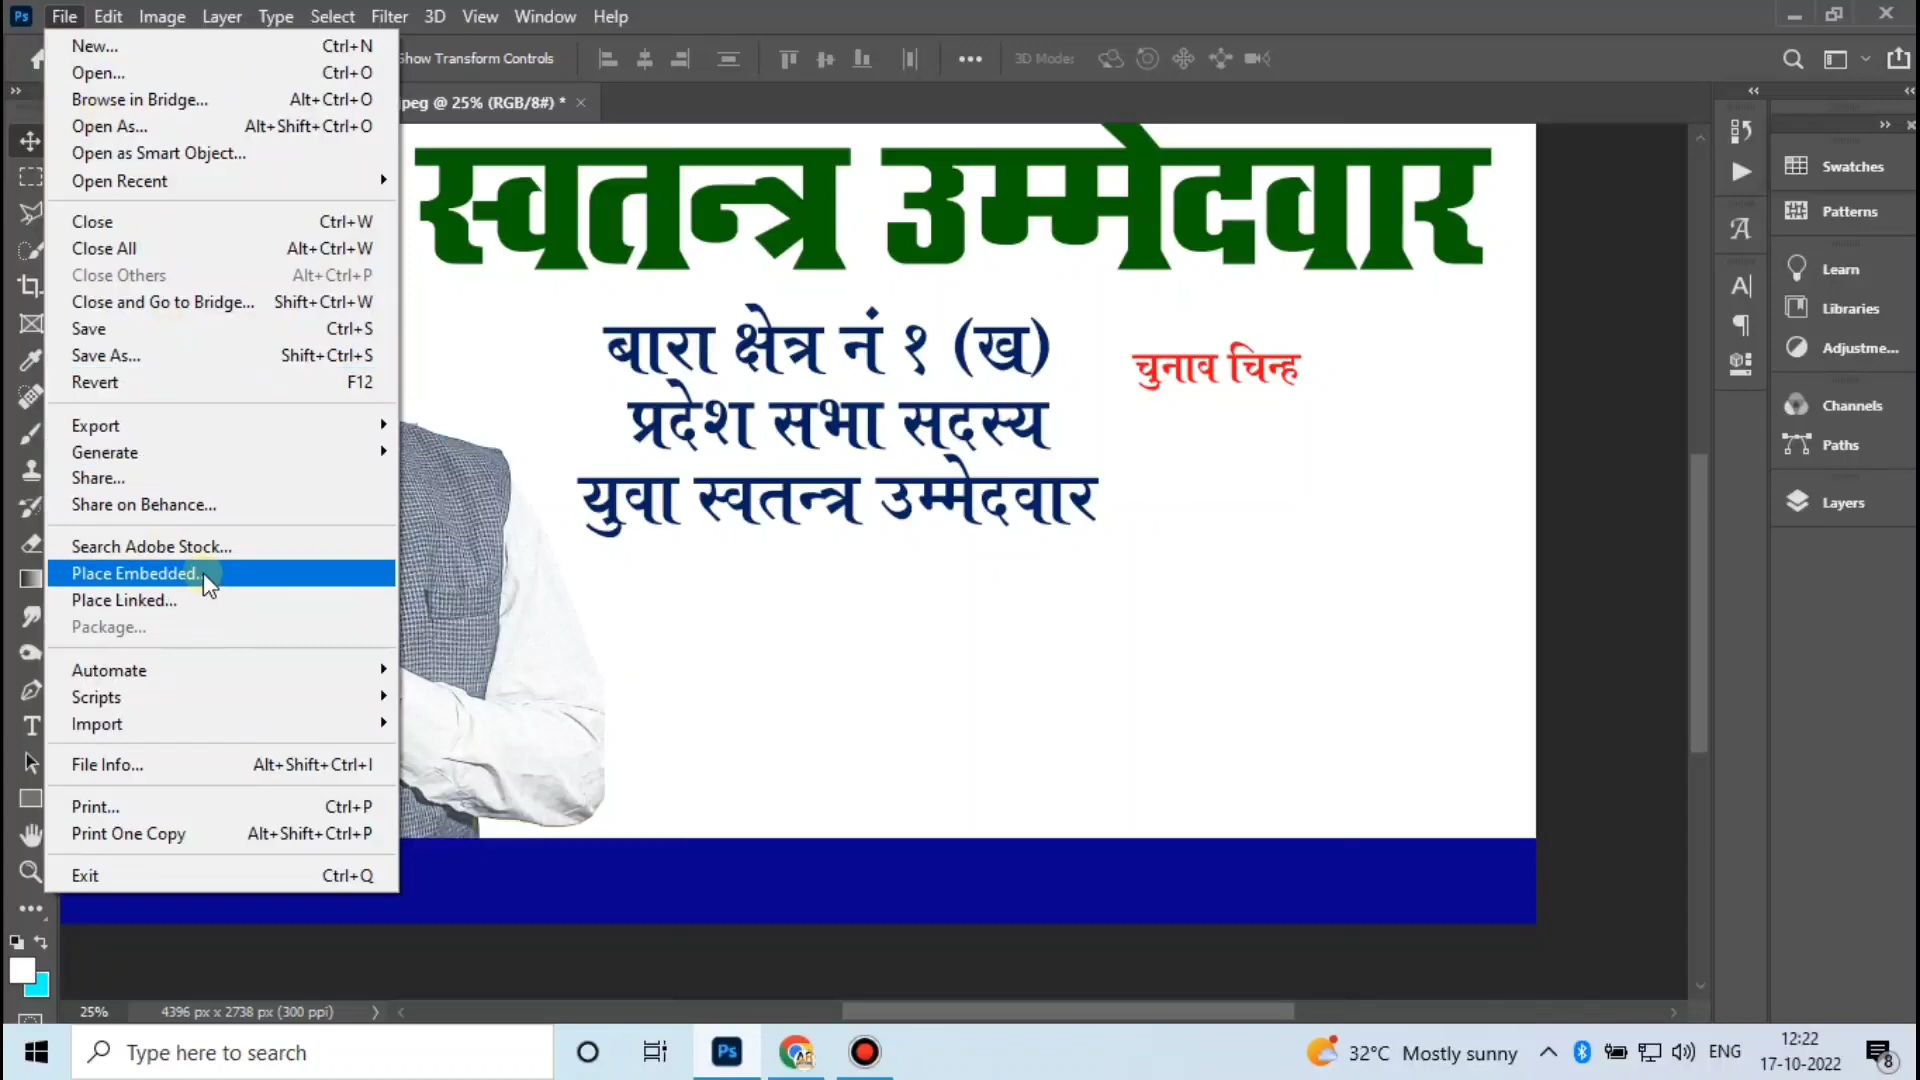 Ps File Edit Image Layer Type Select Filter 3D View Window Help
Show Transform Controls
3D Mode:
peg @ 25% (RGB/8#) *
New... Ctrl+N
Open... Ctrl+O
Browse in Bridge... Alt+Ctrl+O
Open As... Alt+Shift+Ctrl+O
Open as Smart Object...
Open Recent
Close Ctrl+W
Close All Alt+Ctrl+W
Close Others Alt+Ctrl+P
Close and Go to Bridge... Shift+Ctrl+W
Save Ctrl+S
Save As... Shift+Ctrl+S
Revert F12
Export
Generate
Share...
Share on Behance...
Search Adobe Stock...
Place Embedded...
Place Linked...
Package...
Automate
Scripts
Import
File Info... Alt+Shift+Ctrl+I
Print... Ctrl+P
Print One Copy Alt+Shift+Ctrl+P
Exit Ctrl+Q
स्वतन्त्र उम्मेदवार
बारा क्षेत्र नं १ (ख)
प्रदेश सभा सदस्य
युवा स्वतन्त्र उम्मेदवार
चुनाव चिन्ह
Swatches
Patterns
Learn
Libraries
Adjustme...
Channels
Paths
Layers
25% 4396 px x 2738 px (300 ppi)
Type here to search
Ps
32°C Mostly sunny
ENG
12:22
17-10-2022
8